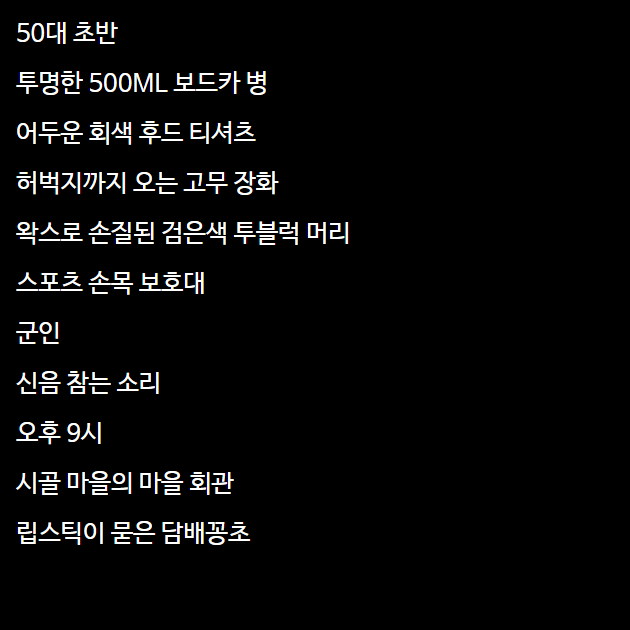 50대 초반
투명한 500ML 보드카 병
어두운 회색 후드 티셔츠
허벅지까지 오는 고무 장화
왁스로 손질된 검은색 투블럭 머리
스포츠 손목 보호대
군인
신음 참는 소리
오후 9시
시골 마을의 마을 회관
립스틱이 묻은 담배꽁초